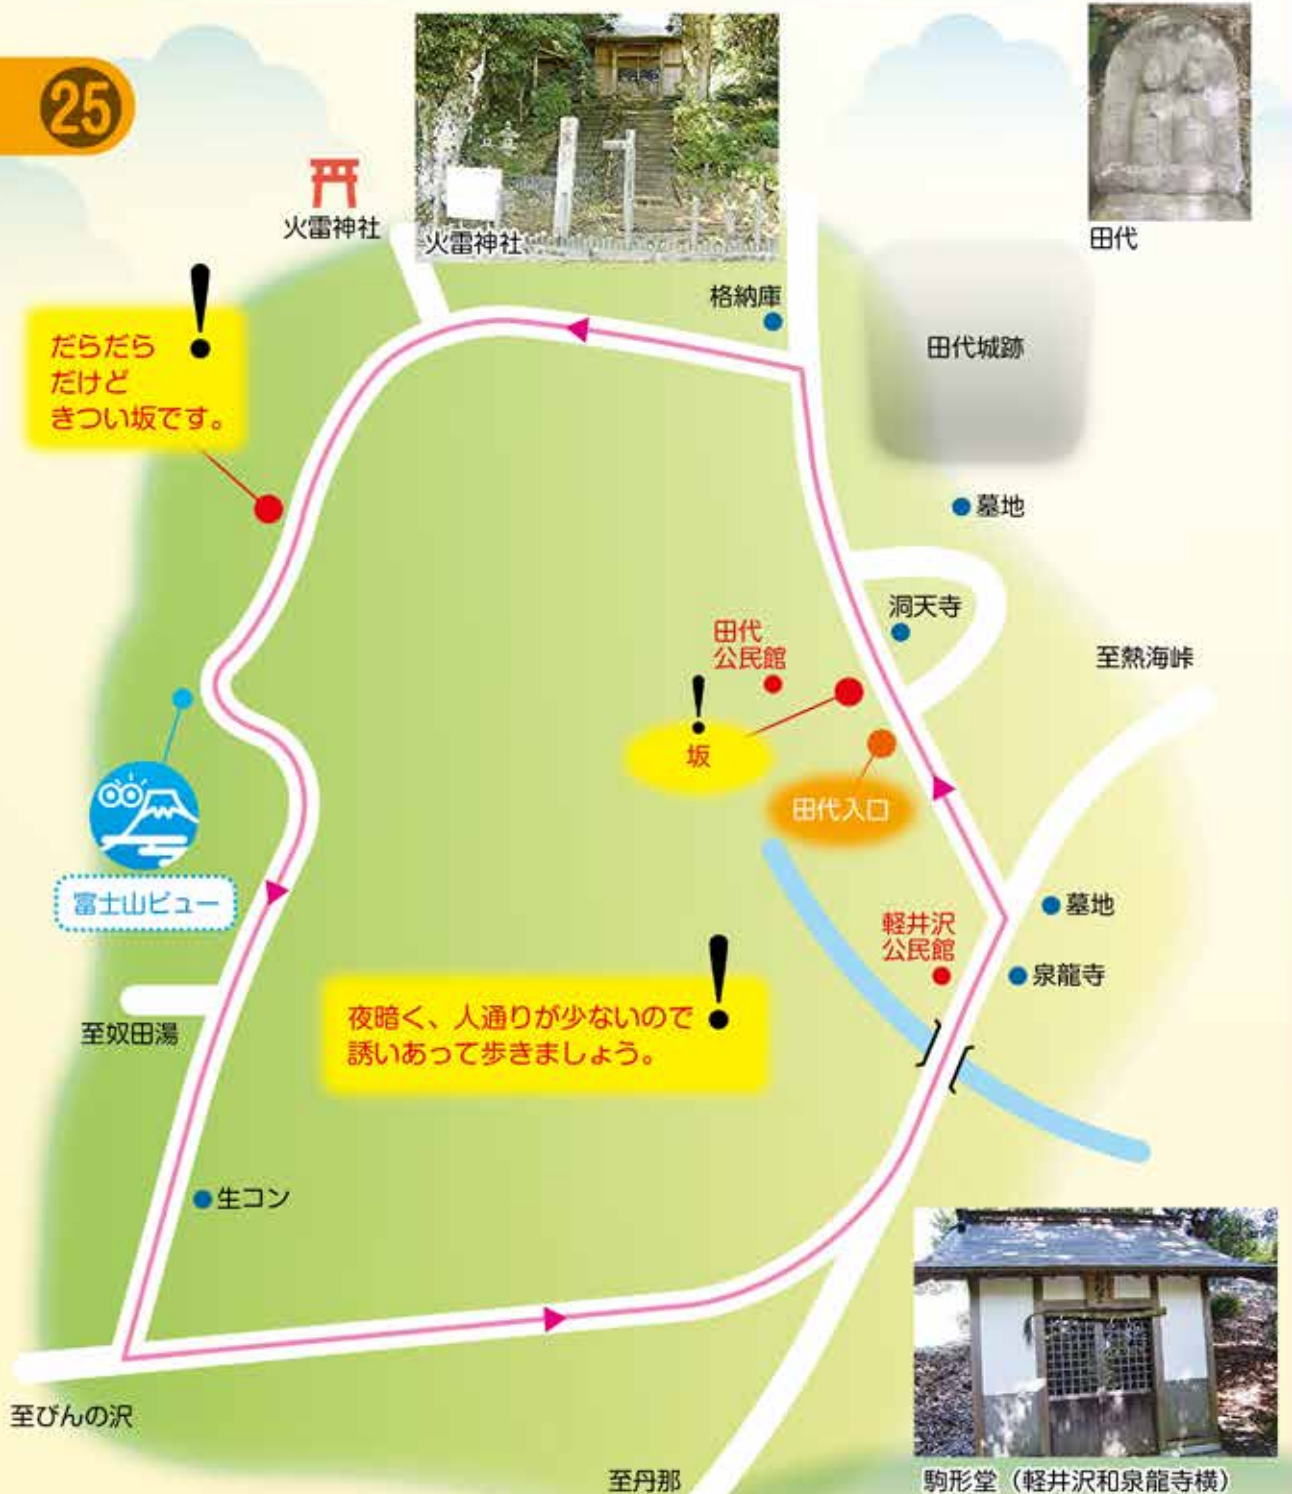 25
火雷神社
火雷神社
田代
だらだら
だけど
きつい坂です。
格納庫
田代城跡
墓地
洞天寺
田代
公民館
至熱海峠
坂
田代入口
富士山ビュー
墓地
軽井沢
公民館
泉龍寺
夜暗く、人通りが少ないので
誘いあって歩きましょう。
至奴田湯
生コン
至びんの沢
至丹那
駒形堂（軽井沢和泉龍寺横）